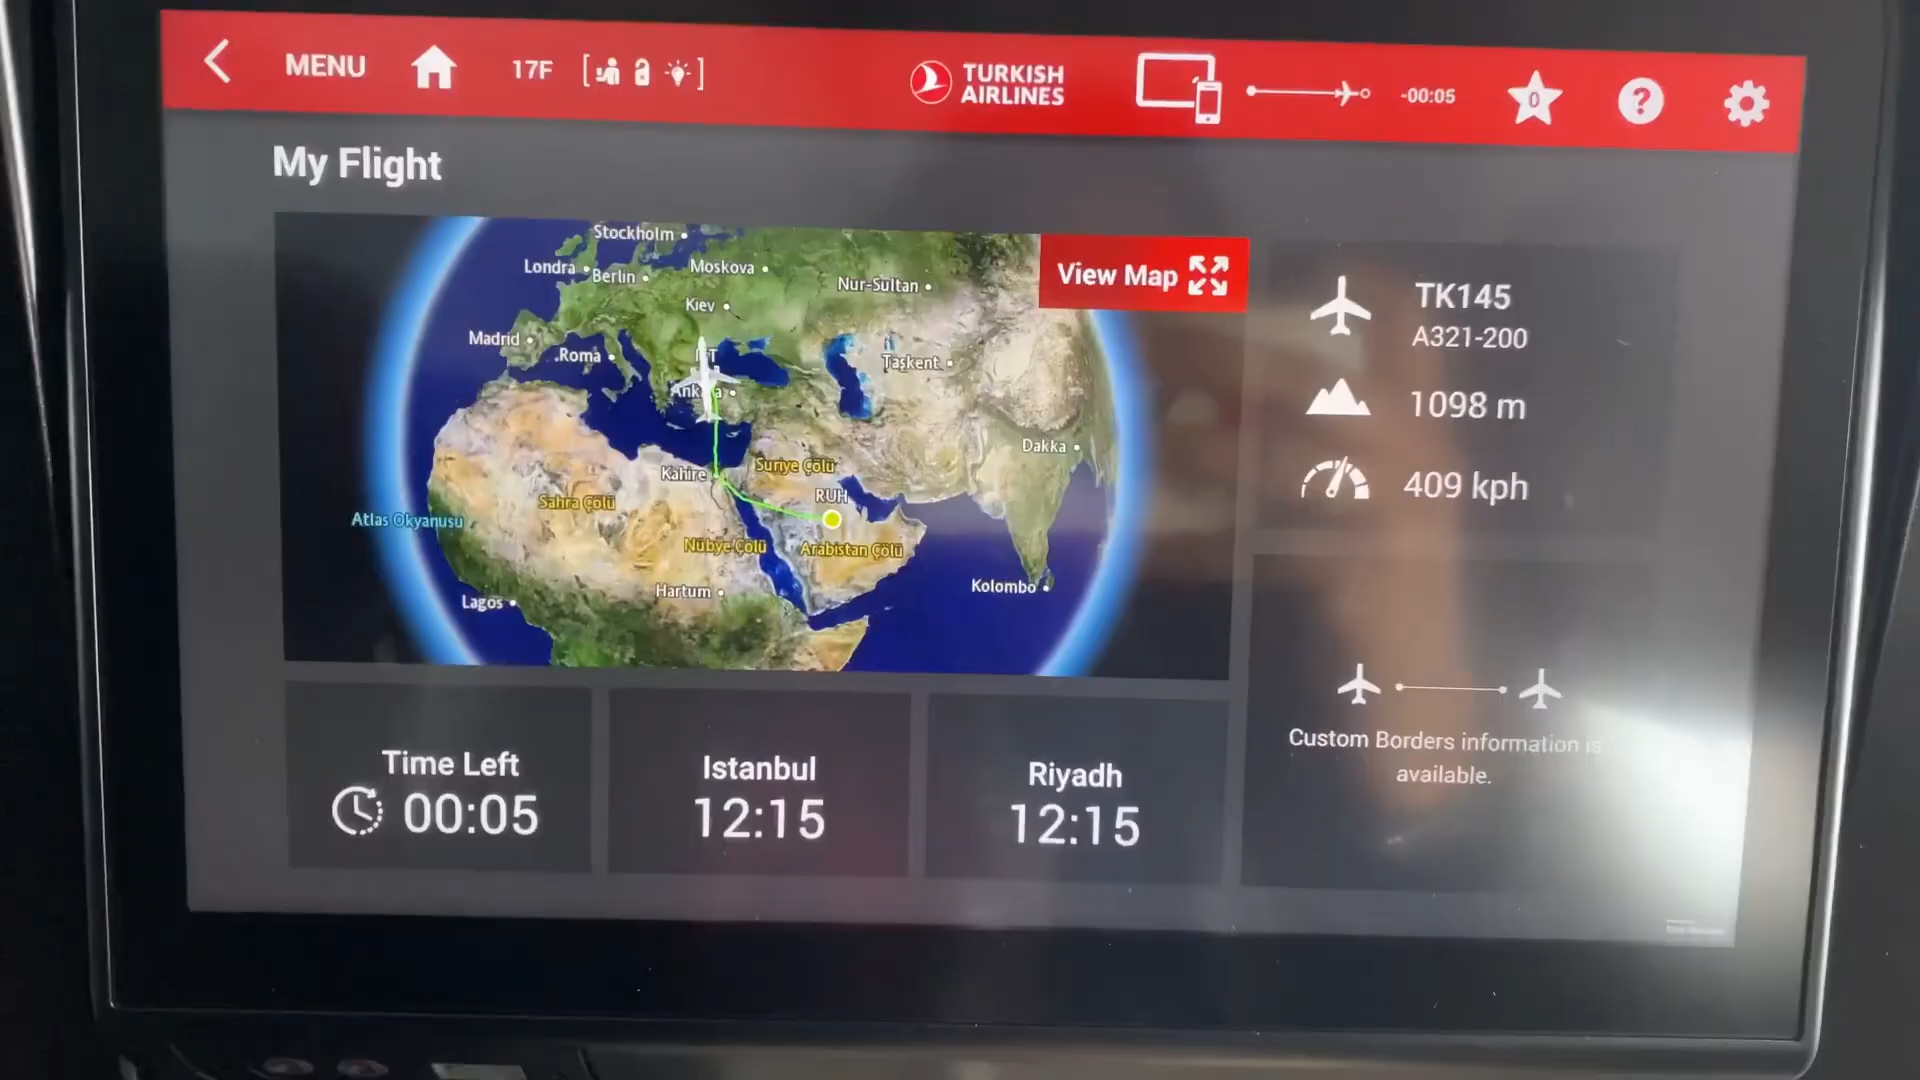 MENU
17F
TURKISH
AIRLINES
-00:05
0
?
My Flight
Stockholm
Londra
Berlin
Moskova
Nur-Sultan
View Map
Kiev
Madrid
Roma
Taşkent
Dakka
Kahire
Suriye Çölü
RUH
Sahra Çölü
Atlas Okyanusu
Nübye Çölü
Arabistan Çölü
Hartum
Kolombo
Lagos
TK145
A321-200
1098 m
409 kph
Custom Borders information is
available.
Time Left
00:05
Istanbul
12:15
Riyadh
12:15